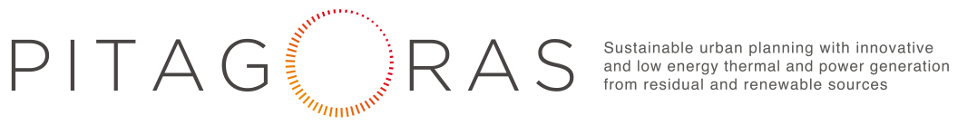 PITAGORAS
Sustainable urban planning with innovative
and low energy thermal and power generation
from residual and renewable sources